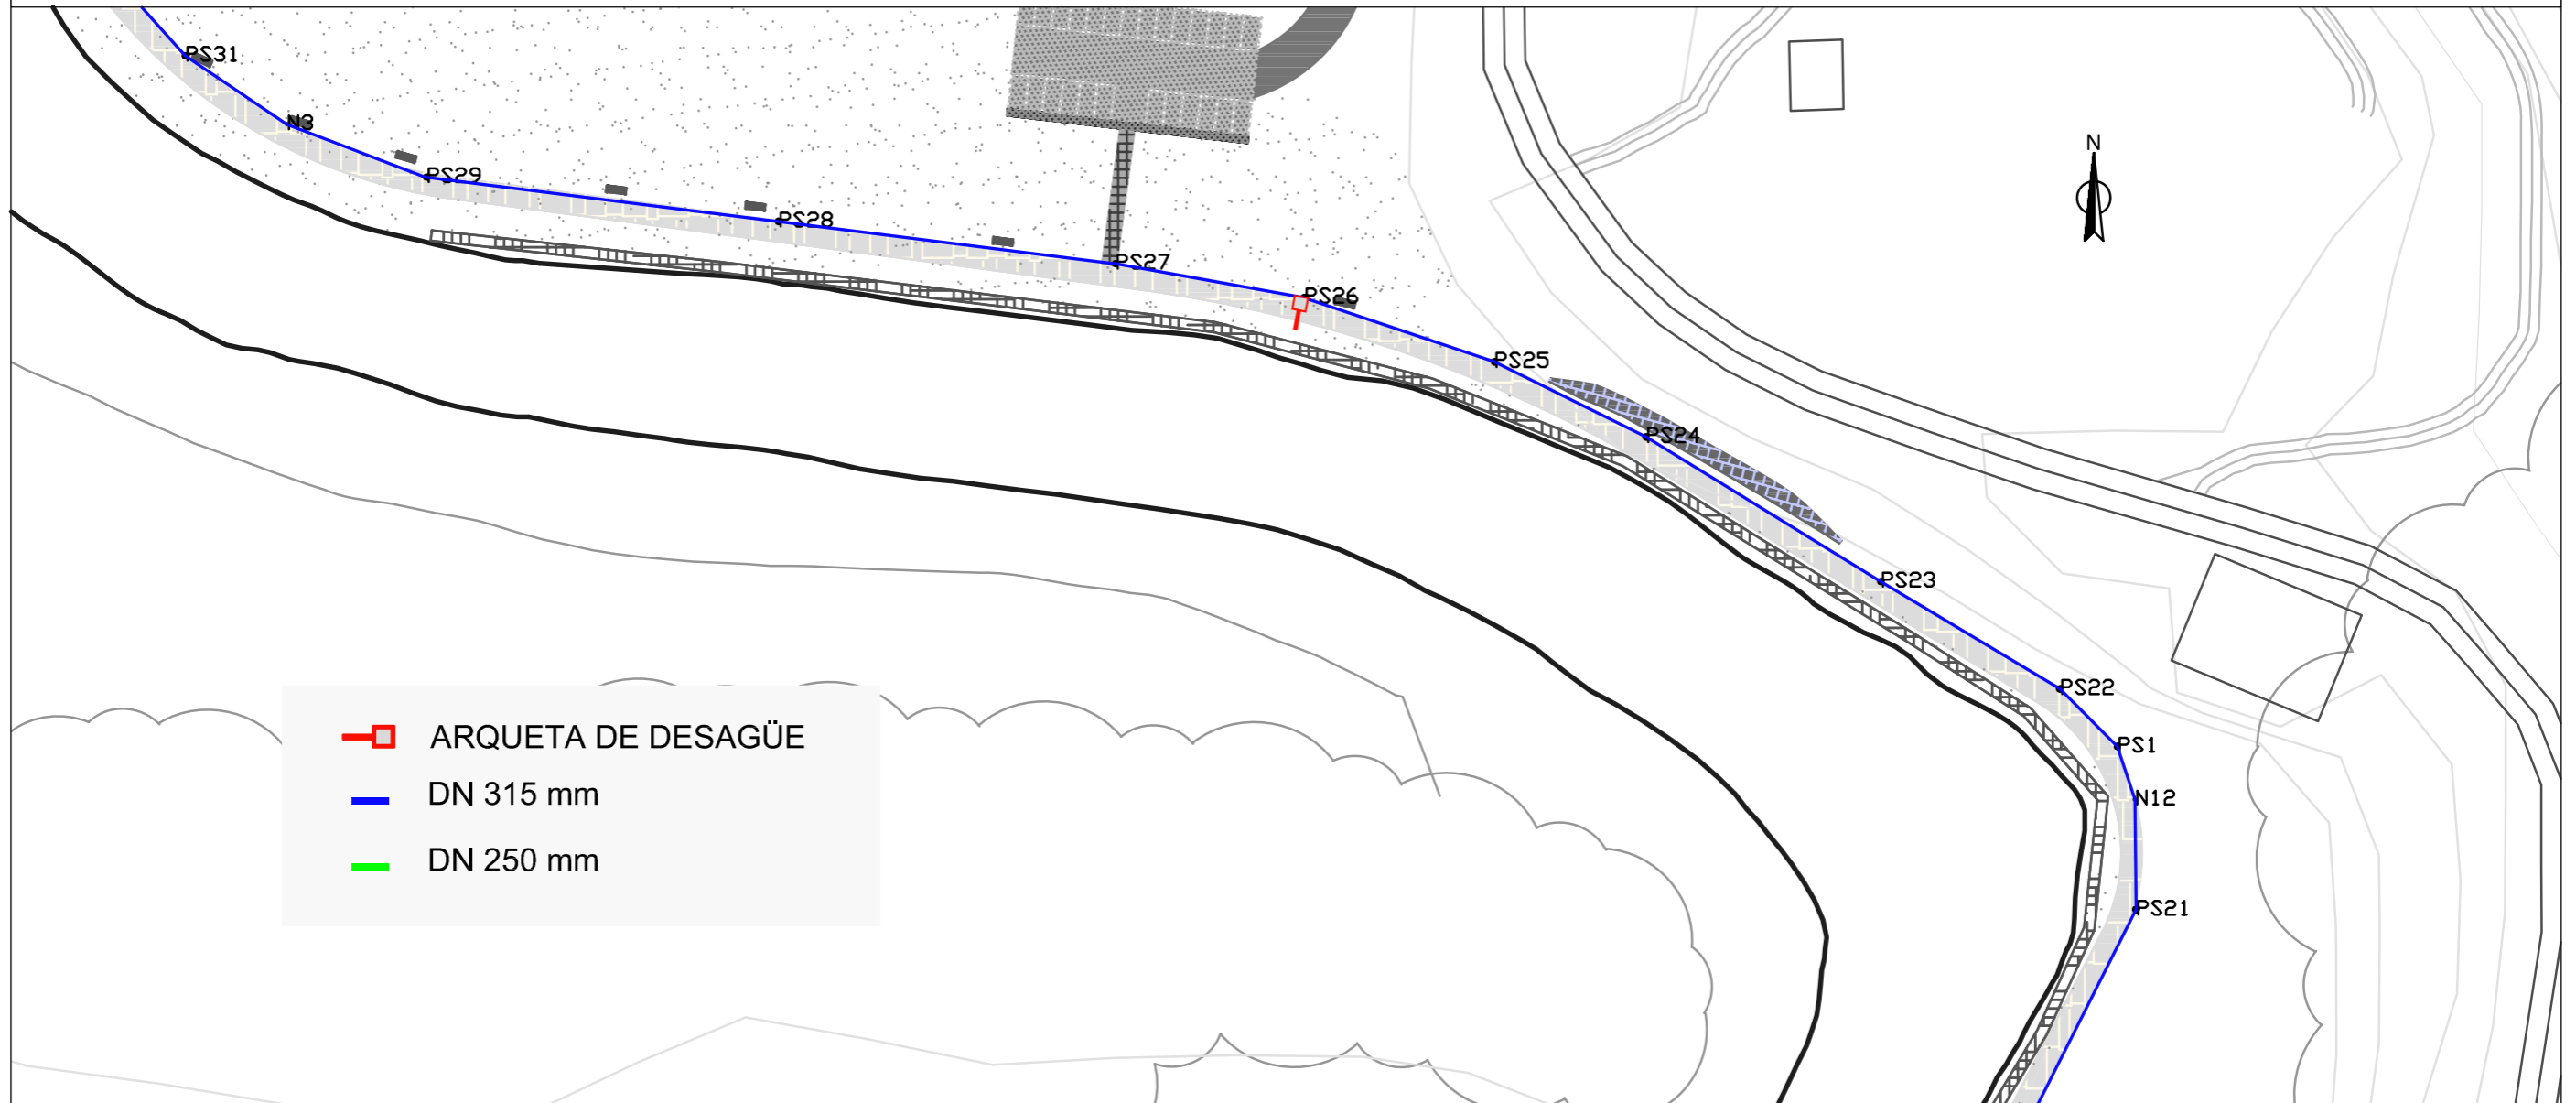 PS31
N3
N
PS29
PS28
PS27
PS26
PS25
PS24
PS23
PS22
PS1
N12
PS21
ARQUETA DE DESAGÜE
DN 315 mm
DN 250 mm